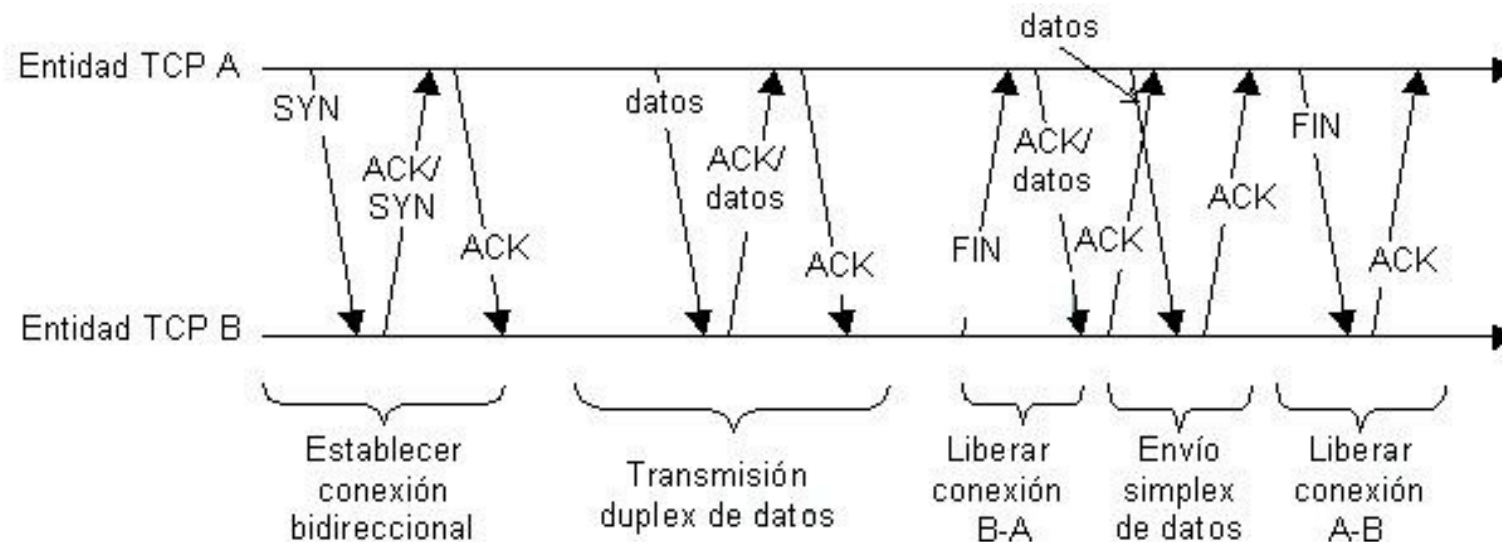 datos
Entidad TCP A
SYN
ACK/
SYN
ACK
datos
ACK/
datos
ACK
FIN
ACK/
datos
ACK
ACK
FIN
ACK
Entidad TCP B
Establecer
conexión
bidireccional
Transmisión
duplex de datos
Liberar
conexión
B-A
Envío
simplex
de datos
Liberar
conexión
A-B